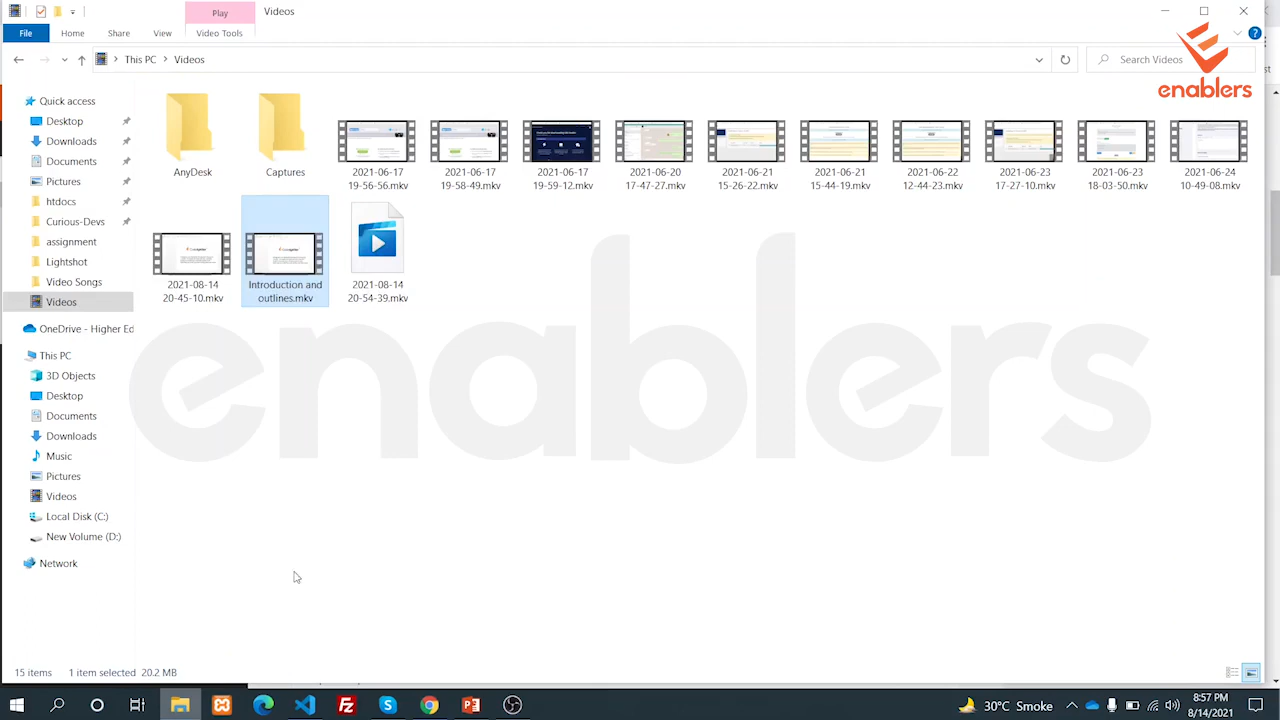 Play
Videos
File
Home
Share
View
Video Tools
This PC
Videos
Search Videos
enablers
Quick access
Desktop
Downloads
Documents
Pictures
htdocs
Curious-Devs
assignment
Lightshot
Video Songs
Videos
OneDrive - Higher Ed
This PC
3D Objects
Desktop
Documents
Downloads
Music
Pictures
Videos
Local Disk (C:)
New Volume (D:)
Network
AnyDesk
Captures
2021-06-17
19-56-56.mkv
2021-06-17
19-58-49.mkv
2021-06-17
19-59-12.mkv
2021-06-20
17-47-27.mkv
2021-06-21
15-26-22.mkv
2021-06-21
15-44-19.mkv
2021-06-22
12-44-23.mkv
2021-06-23
17-27-10.mkv
2021-06-23
18-03-50.mkv
2021-06-24
10-49-08.mkv
2021-08-14
20-45-10.mkv
Introduction and
outlines.mkv
2021-08-14
20-54-39.mkv
enablers
15 items 1 item selected 20.2 MB
30°C Smoke
8:57 PM
8/14/2021